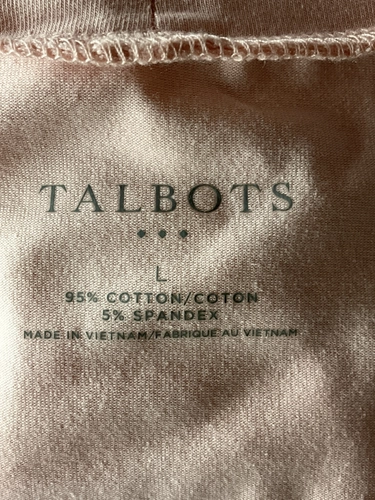 TALBOTS
•••
L
95% COTTON/COTON
5% SPANDEX
MADE IN VIETNAM/FABRIQUE AU VIETNAM